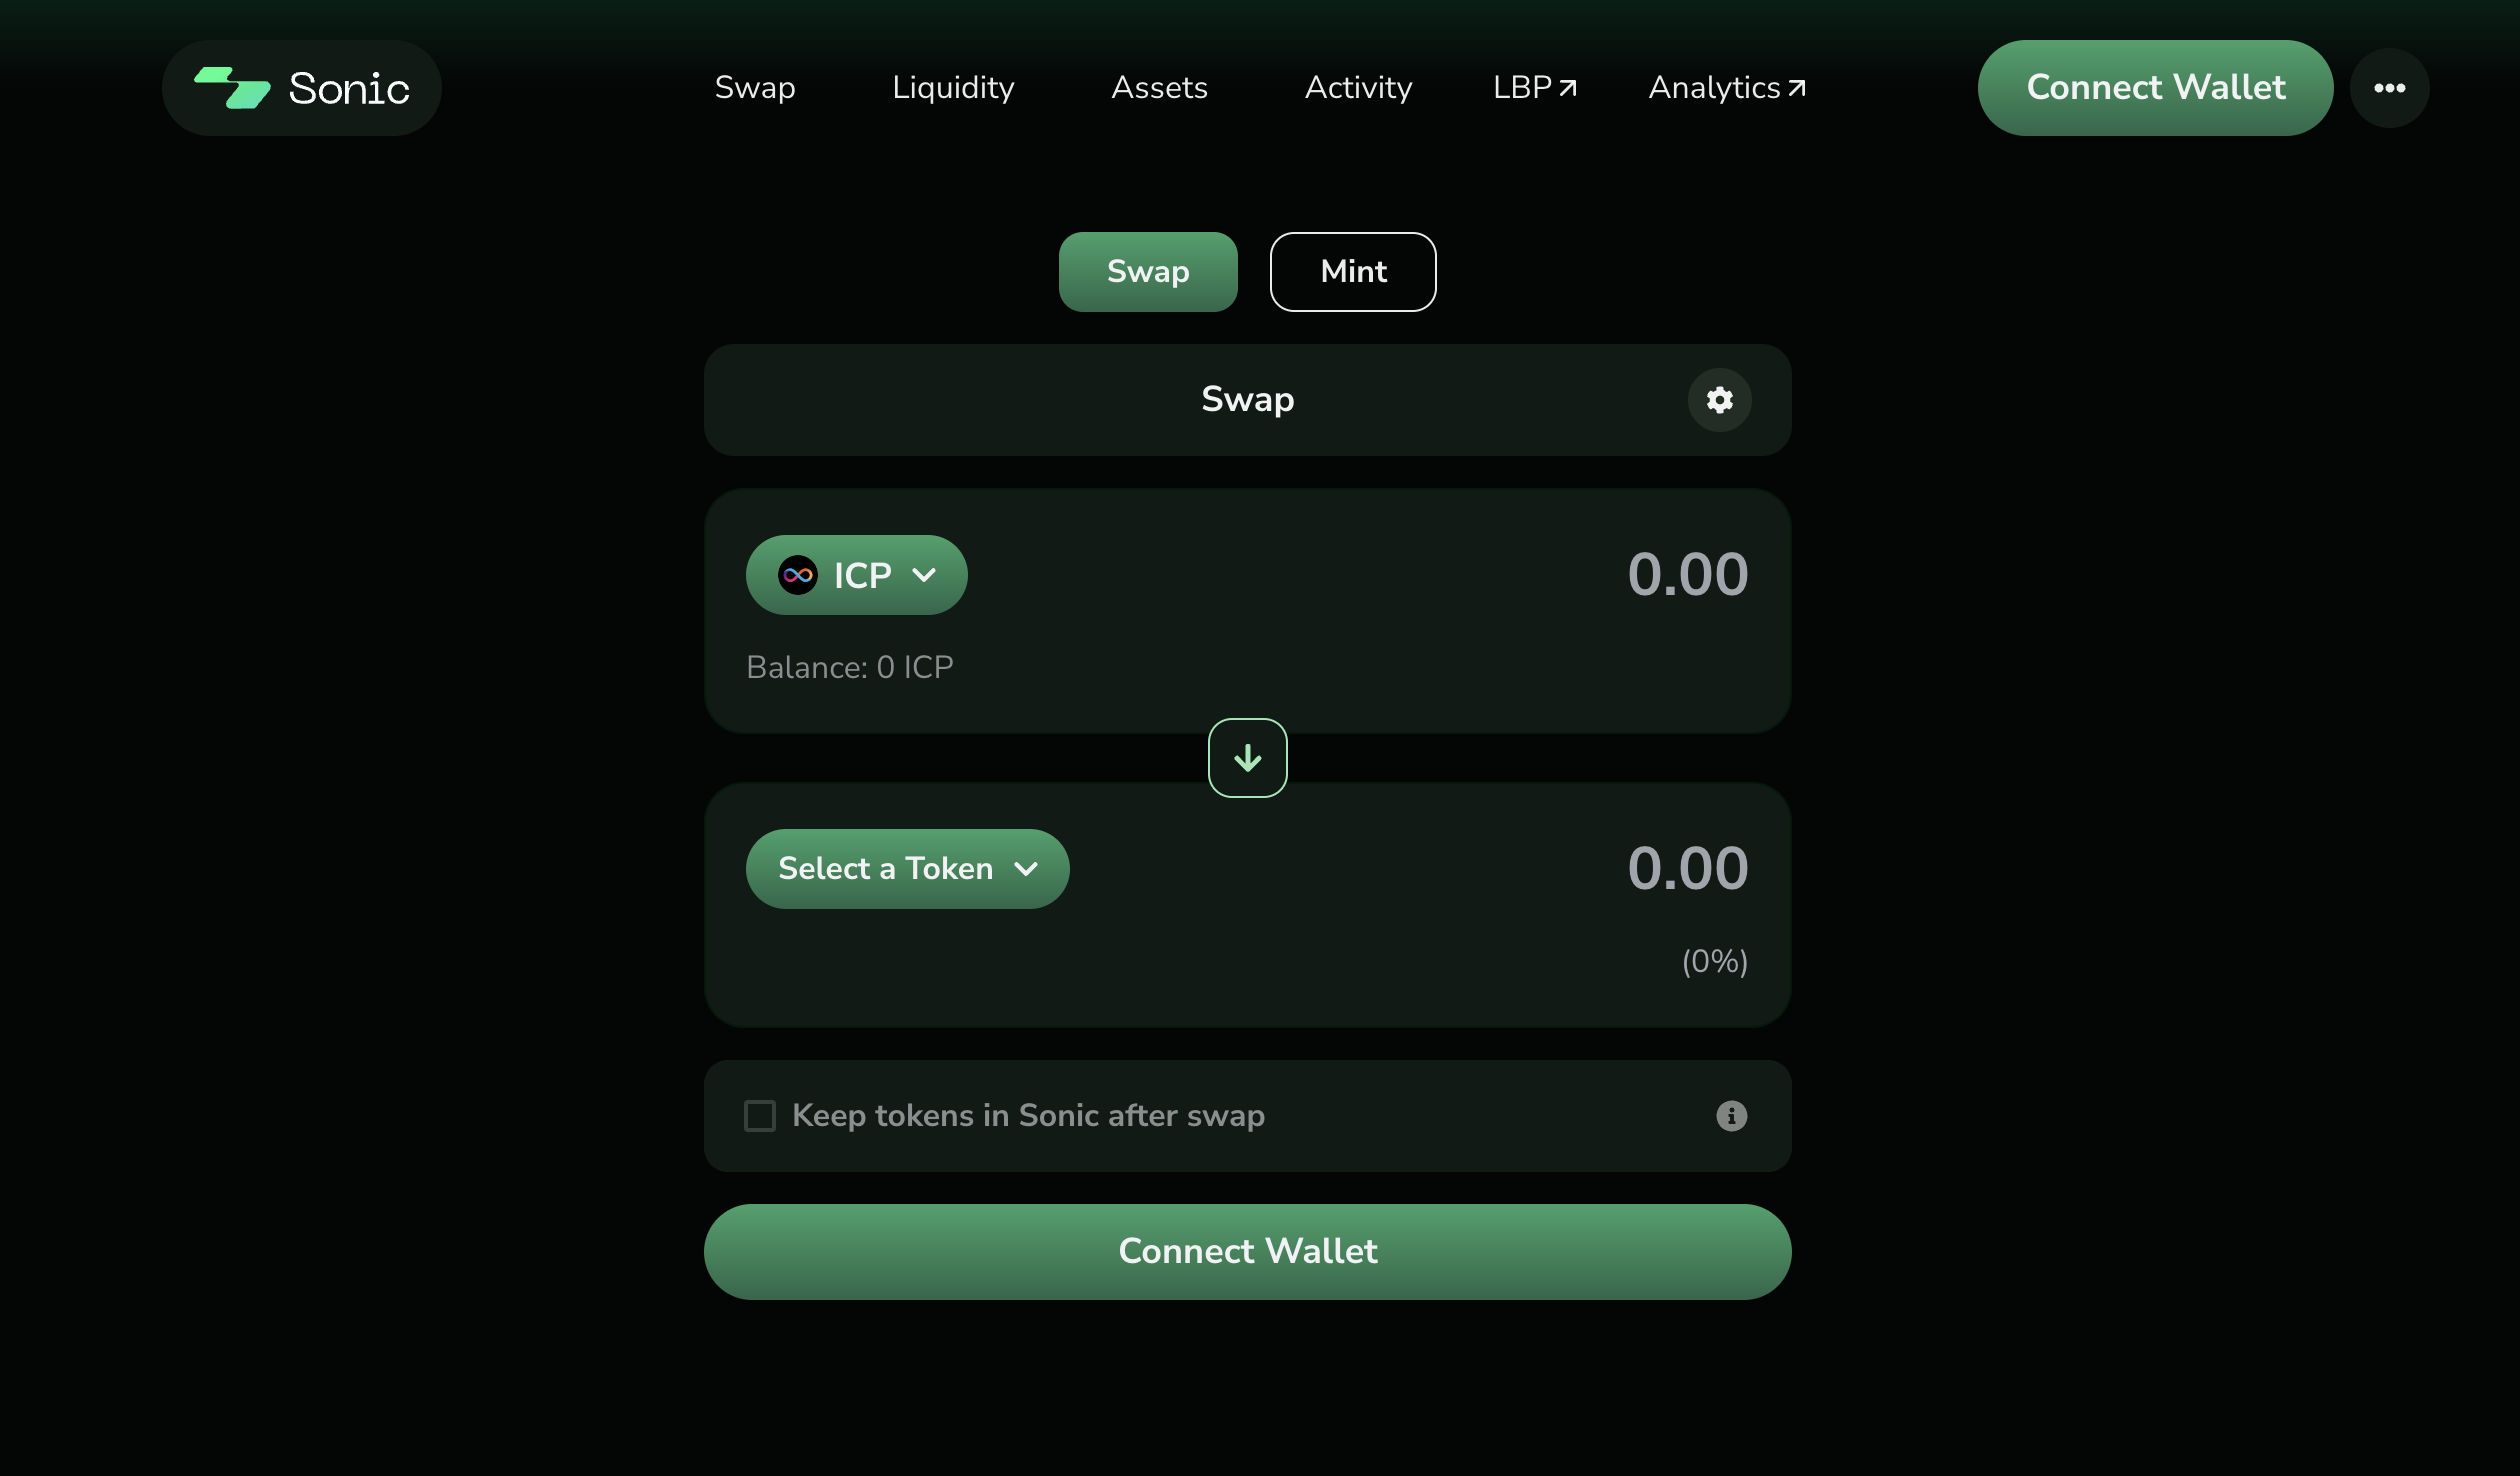 Sonic
Swap Liquidity Assets Activity LBP Analytics
Connect Wallet
Swap Mint
Swap
ICP 0.00
Balance: 0 ICP
Select a Token 0.00
(0%)
Keep tokens in Sonic after swap
Connect Wallet